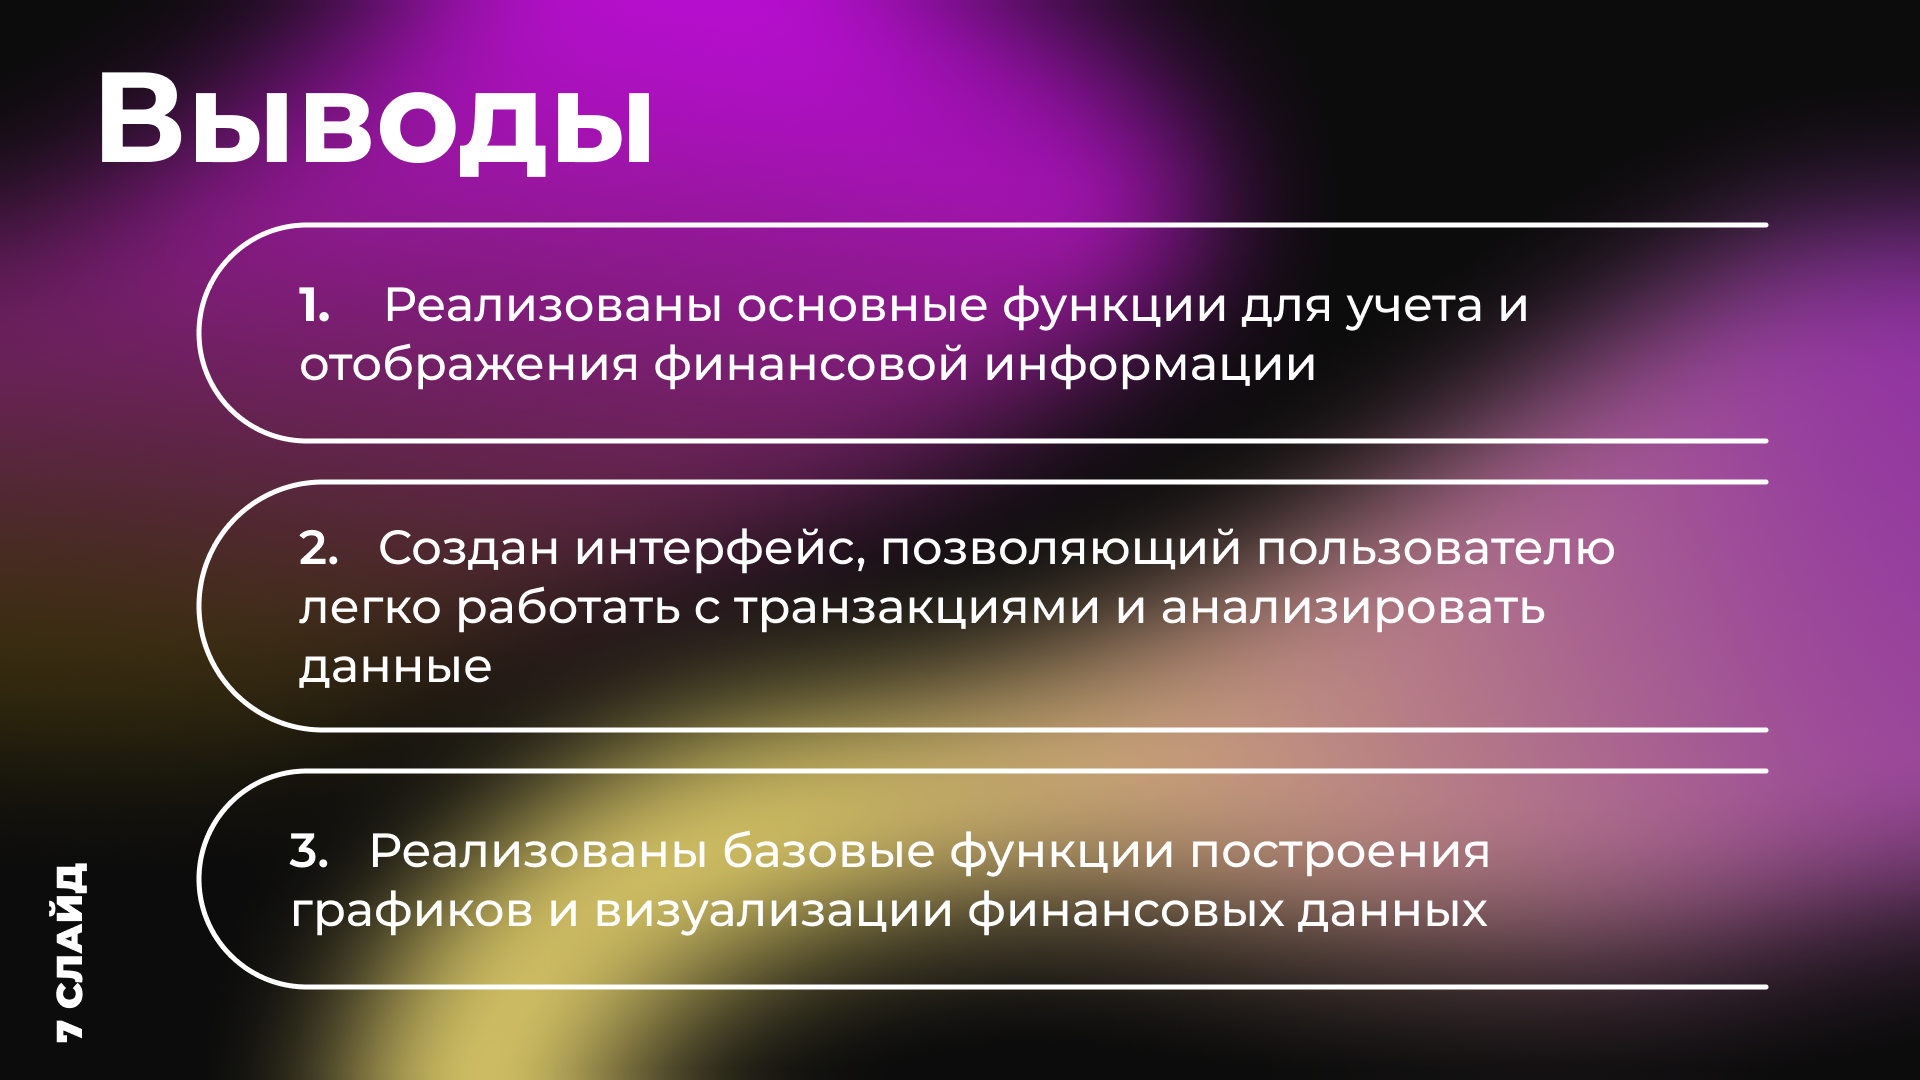 Выводы
1. Реализованы основные функции для учета и
отображения финансовой информации
2. Создан интерфейс, позволяющий пользователю
легко работать с транзакциями и анализировать
данные
3. Реализованы базовые функции построения
графиков и визуализации финансовых данных
7 СЛАЙД